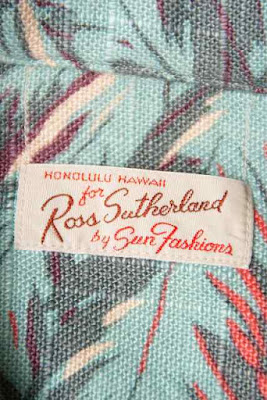 HONOLULU HAWAII
for
Ross Sutherland
by Sun Fashions